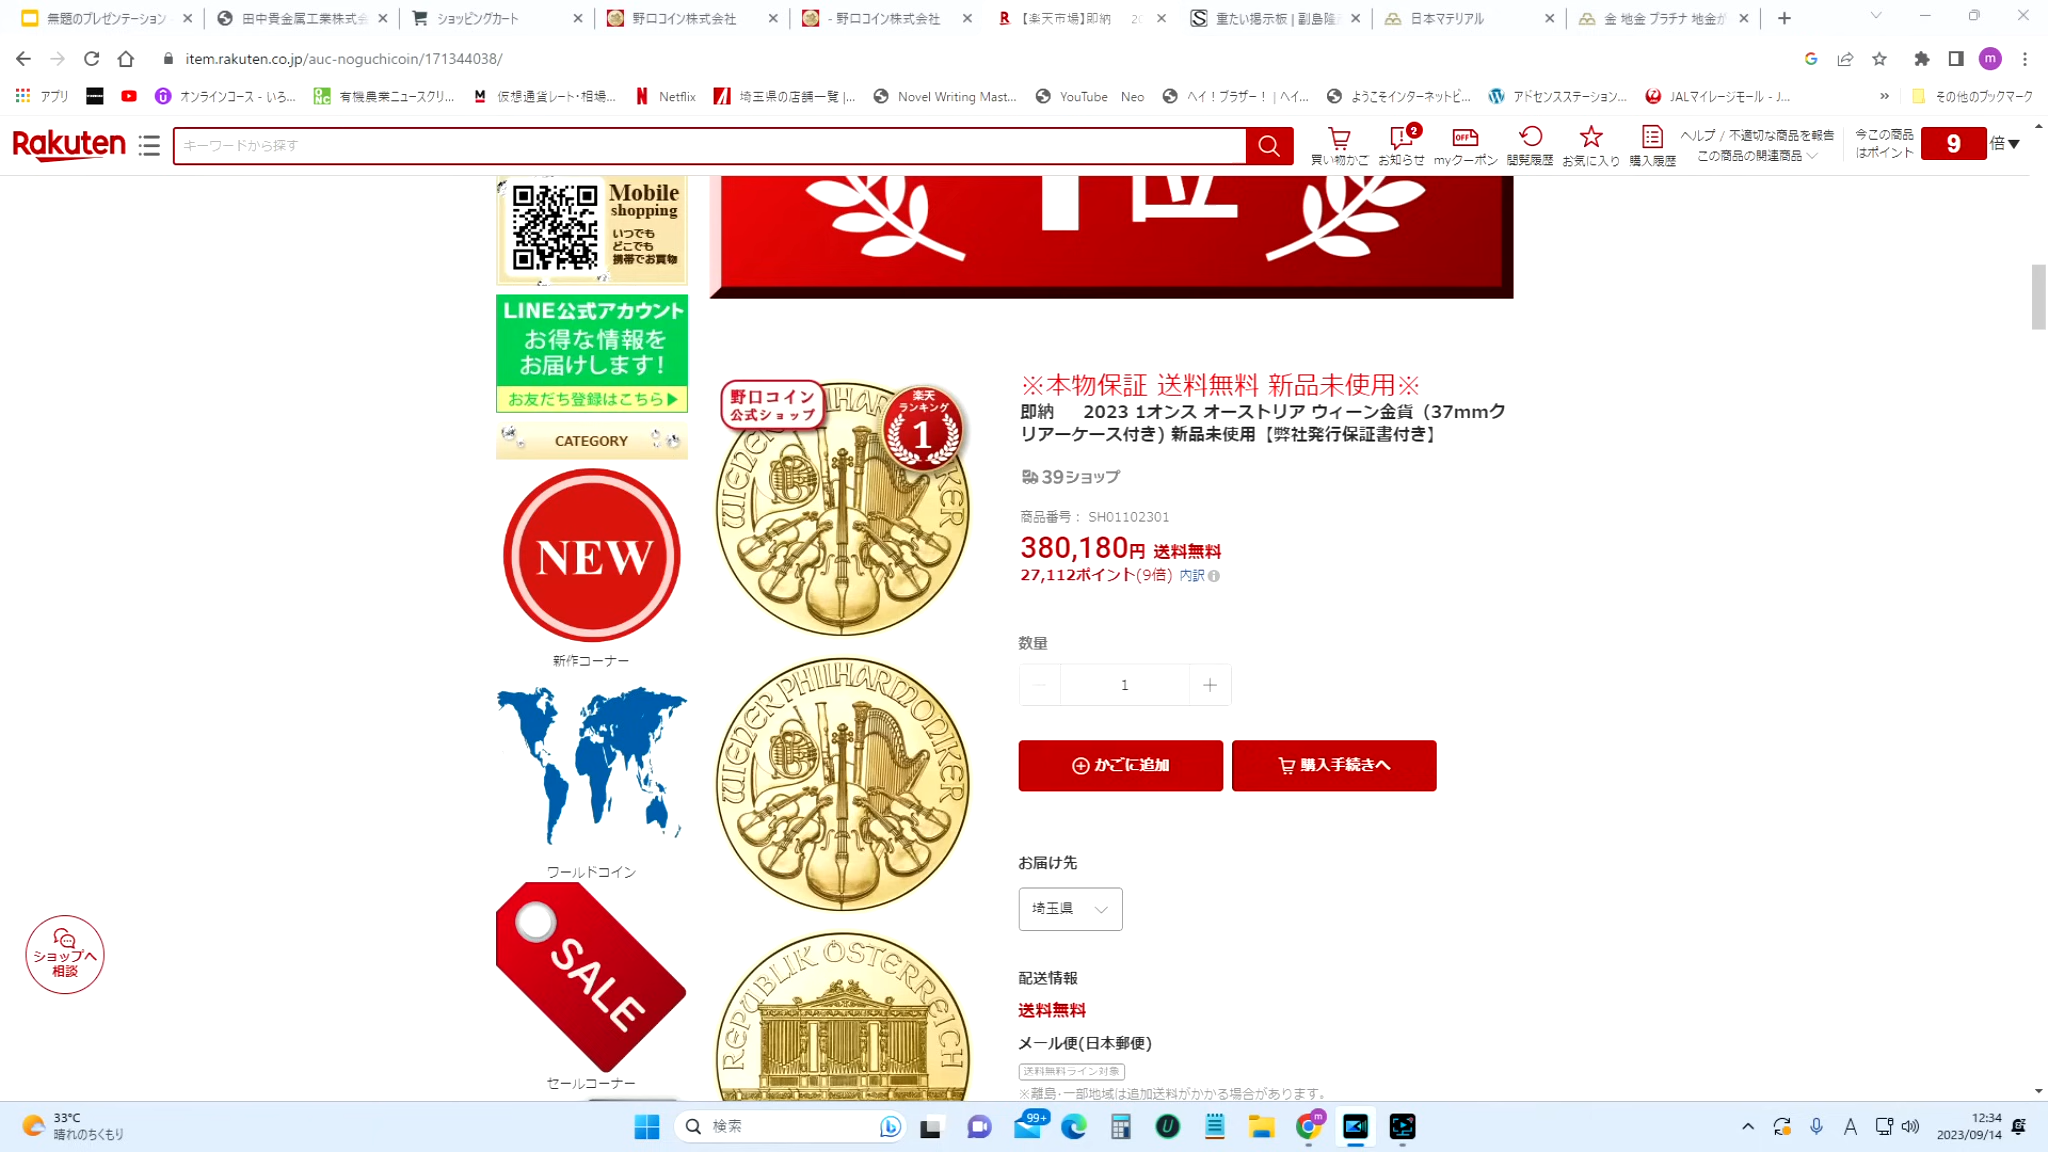 無題のプレゼンテーション
田中貴金属工業株式会
ショッピングカート
野口コイン株式会社
- 野口コイン株式会社
【楽天市場】即納 20
重たい掲示板 | 副島隆
日本マテリアル
金 地金 プラチナ 地金が
item.rakuten.co.jp/auc-noguchicoin/171344038/
m
アプリ
オンラインコース - いろ...
有機農業ニュースクリ...
仮想通貨レート・相場...
Netflix
埼玉県の店舗一覧 |...
Novel Writing Mast...
YouTube
Neo
ヘイ!ブラザー! | ヘイ...
ようこそインターネットビ...
アドセンスステーション...
JALマイレージモール - J...
»
その他のブックマーク
Rakuten
キーワードから探す
買い物かご
2
お知らせ
OFF
myクーポン
閲覧履歴
お気に入り
購入履歴
ヘルプ / 不適切な商品を報告
この商品の関連商品
今この商品
はポイント
9
倍▼
Mobile
shopping
いつでも
どこでも
携帯でお買物
LINE公式アカウント
お得な情報を
お届けします!
お友だち登録はこちら▶
CATEGORY
NEW
新作コーナー
ワールドコイン
SALE
セールコーナー
1位
野口コイン
公式ショップ
楽天
ランキング
1
WIENER PHILHARMONIKER
WIENER PHILHARMONIKER
REPUBLIK ÖSTERREICH
※本物保証 送料無料 新品未使用※
即納 2023 1オンス オーストリア ウィーン金貨(37mmク
リアーケース付き) 新品未使用【弊社発行保証書付き】
39ショップ
商品番号: SH01102301
380,180円 送料無料
27,112ポイント(9倍) 内訳
数量
1
かごに追加
購入手続きへ
お届け先
埼玉県
配送情報
送料無料
メール便(日本郵便)
送料無料ライン対象
※離島・一部地域は追加送料がかかる場合があります。
ショップへ
相談
33°C
晴れのちくもり
検索
99+
m
A
12:34
2023/09/14